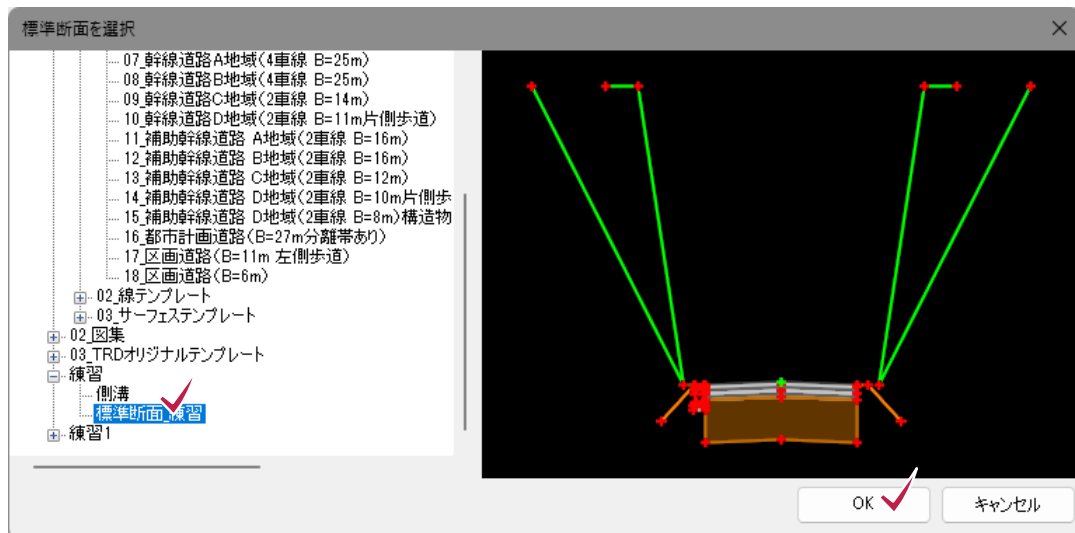 標準断面を選択
07_幹線道路A地域(4車線 B=25m)
08_幹線道路B地域(4車線 B=25m)
09_幹線道路C地域(2車線 B=14m)
10_幹線道路D地域(2車線 B=11m片側歩道)
11_補助幹線道路 A地域(2車線 B=16m)
12_補助幹線道路 B地域(2車線 B=16m)
13_補助幹線道路 C地域(2車線 B=12m)
14_補助幹線道路 D地域(2車線 B=10m片側歩
15_補助幹線道路 D地域(2車線 B=8m)構造物
16_都市計画道路(B=27m分離帯あり)
17_区画道路(B=11m 左側歩道)
18_区画道路(B=6m)
02_線テンプレート
03_サーフェステンプレート
02_図集
03_TRDオリジナルテンプレート
練習
側溝
標準断面_練習
練習1
OK
キャンセル